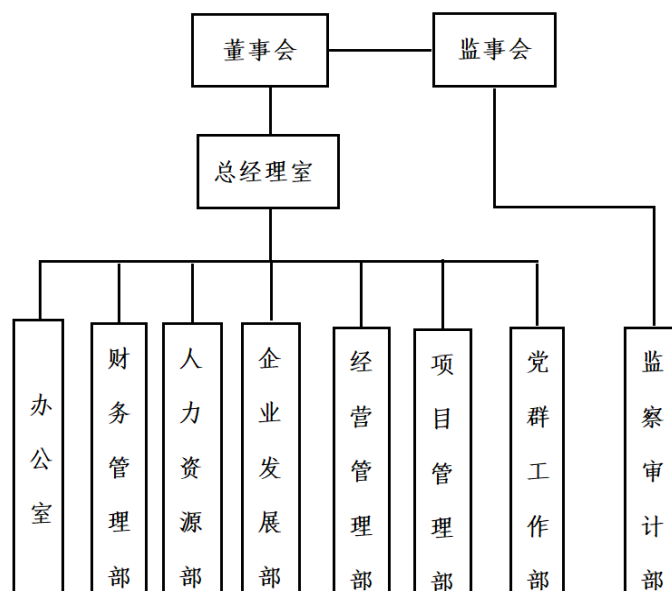 董事会
监事会
总经理室
办公室
财务管理部
人力资源部
企业发展部
经营管理部
项目管理部
党群工作部
监察审计部